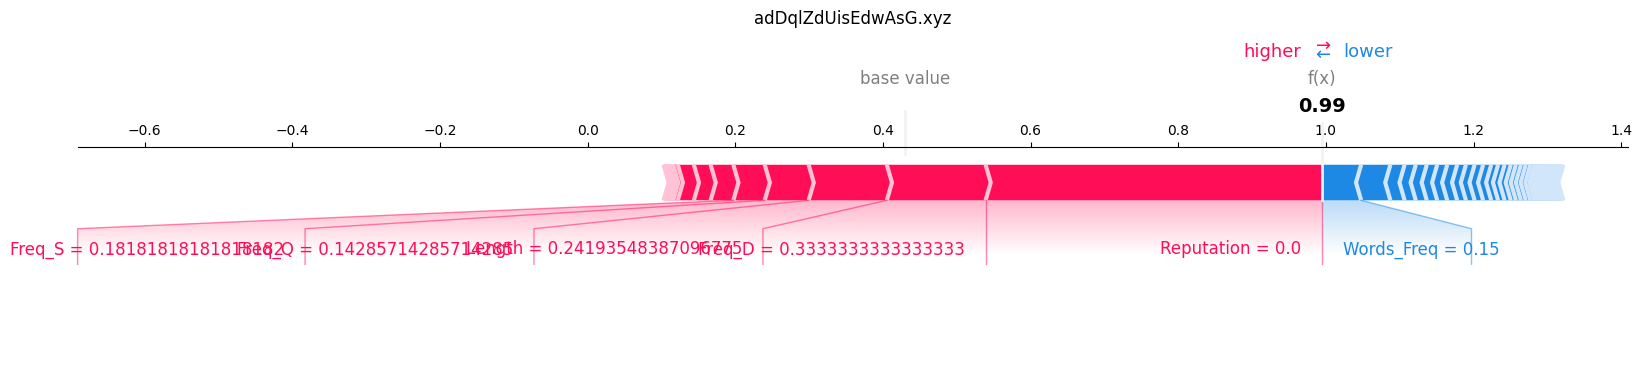 adDqlZdUisEdwAsG.xyz
higher ⇄ lower
base value f(x)
0.99
−0.6 −0.4 −0.2 0.0 0.2 0.4 0.6 0.8 1.0 1.2 1.4
Freq_S = 0.18181818181818182 Freq_Q = 0.14285714285714285 Length = 0.24193548387096775 Freq_D = 0.3333333333333333 Reputation = 0.0 Words_Freq = 0.15